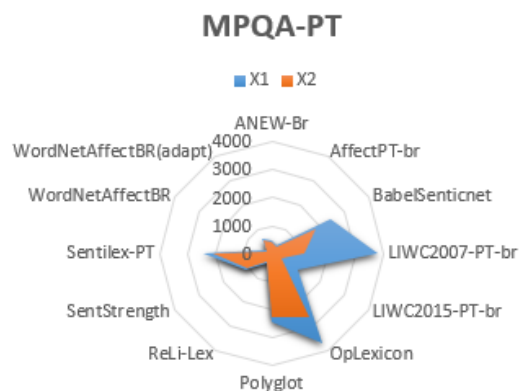 MPQA-PT
X1 X2
ANEW-Br
4000
WordNetAffectBR(adapt)
AffectPT-br
3000
WordNetAffectBR
2000
BabelSenticnet
1000
Sentilex-PT
0
LIWC2007-PT-br
SentStrength
LIWC2015-PT-br
ReLi-Lex
OpLexicon
Polyglot